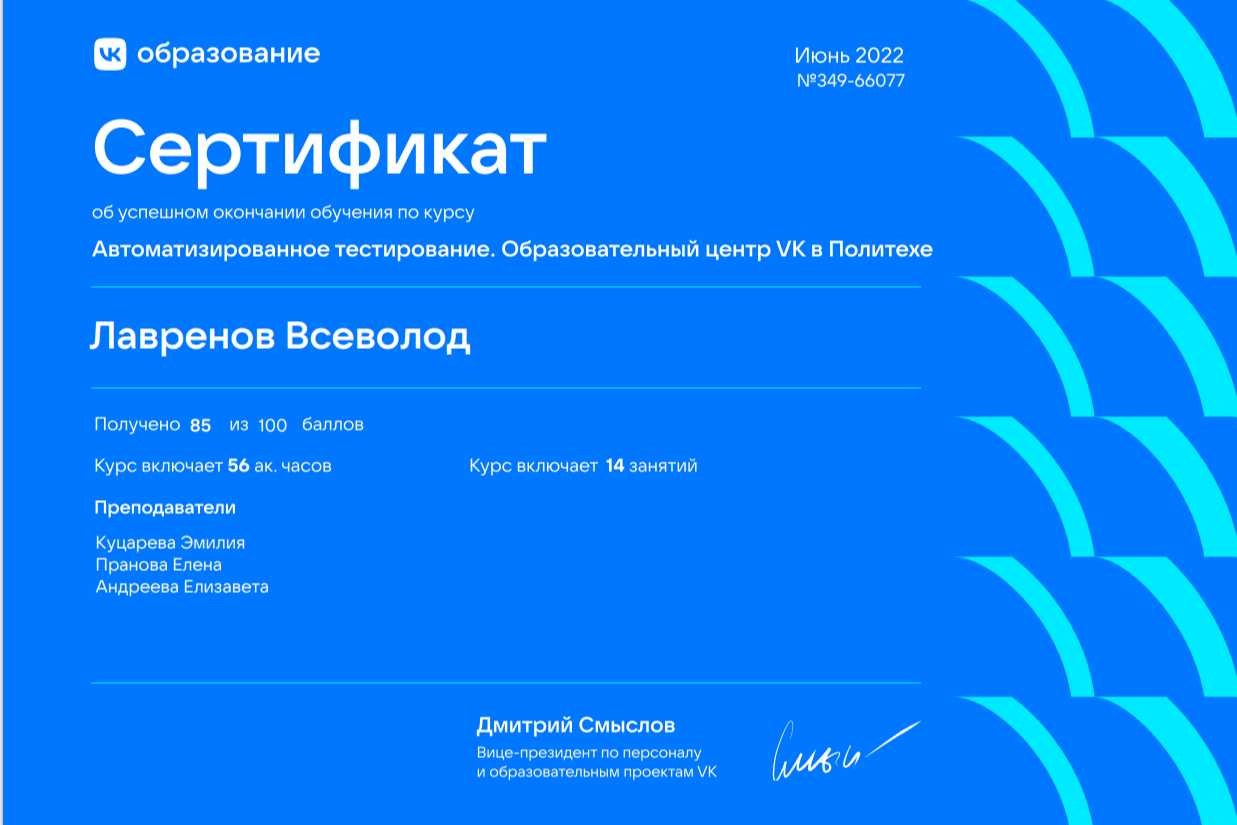 VK образование
Июнь 2022
№349-66077
Сертификат
об успешном окончании обучения по курсу
Автоматизированное тестирование. Образовательный центр VK в Политехе
Лавренов Всеволод
Получено 85 из 100 баллов
Курс включает 56 ак. часов
Курс включает 14 занятий
Преподаватели
Куцарева Эмилия
Пранова Елена
Андреева Елизавета
Дмитрий Смыслов
Вице-президент по персоналу
и образовательным проектам VK